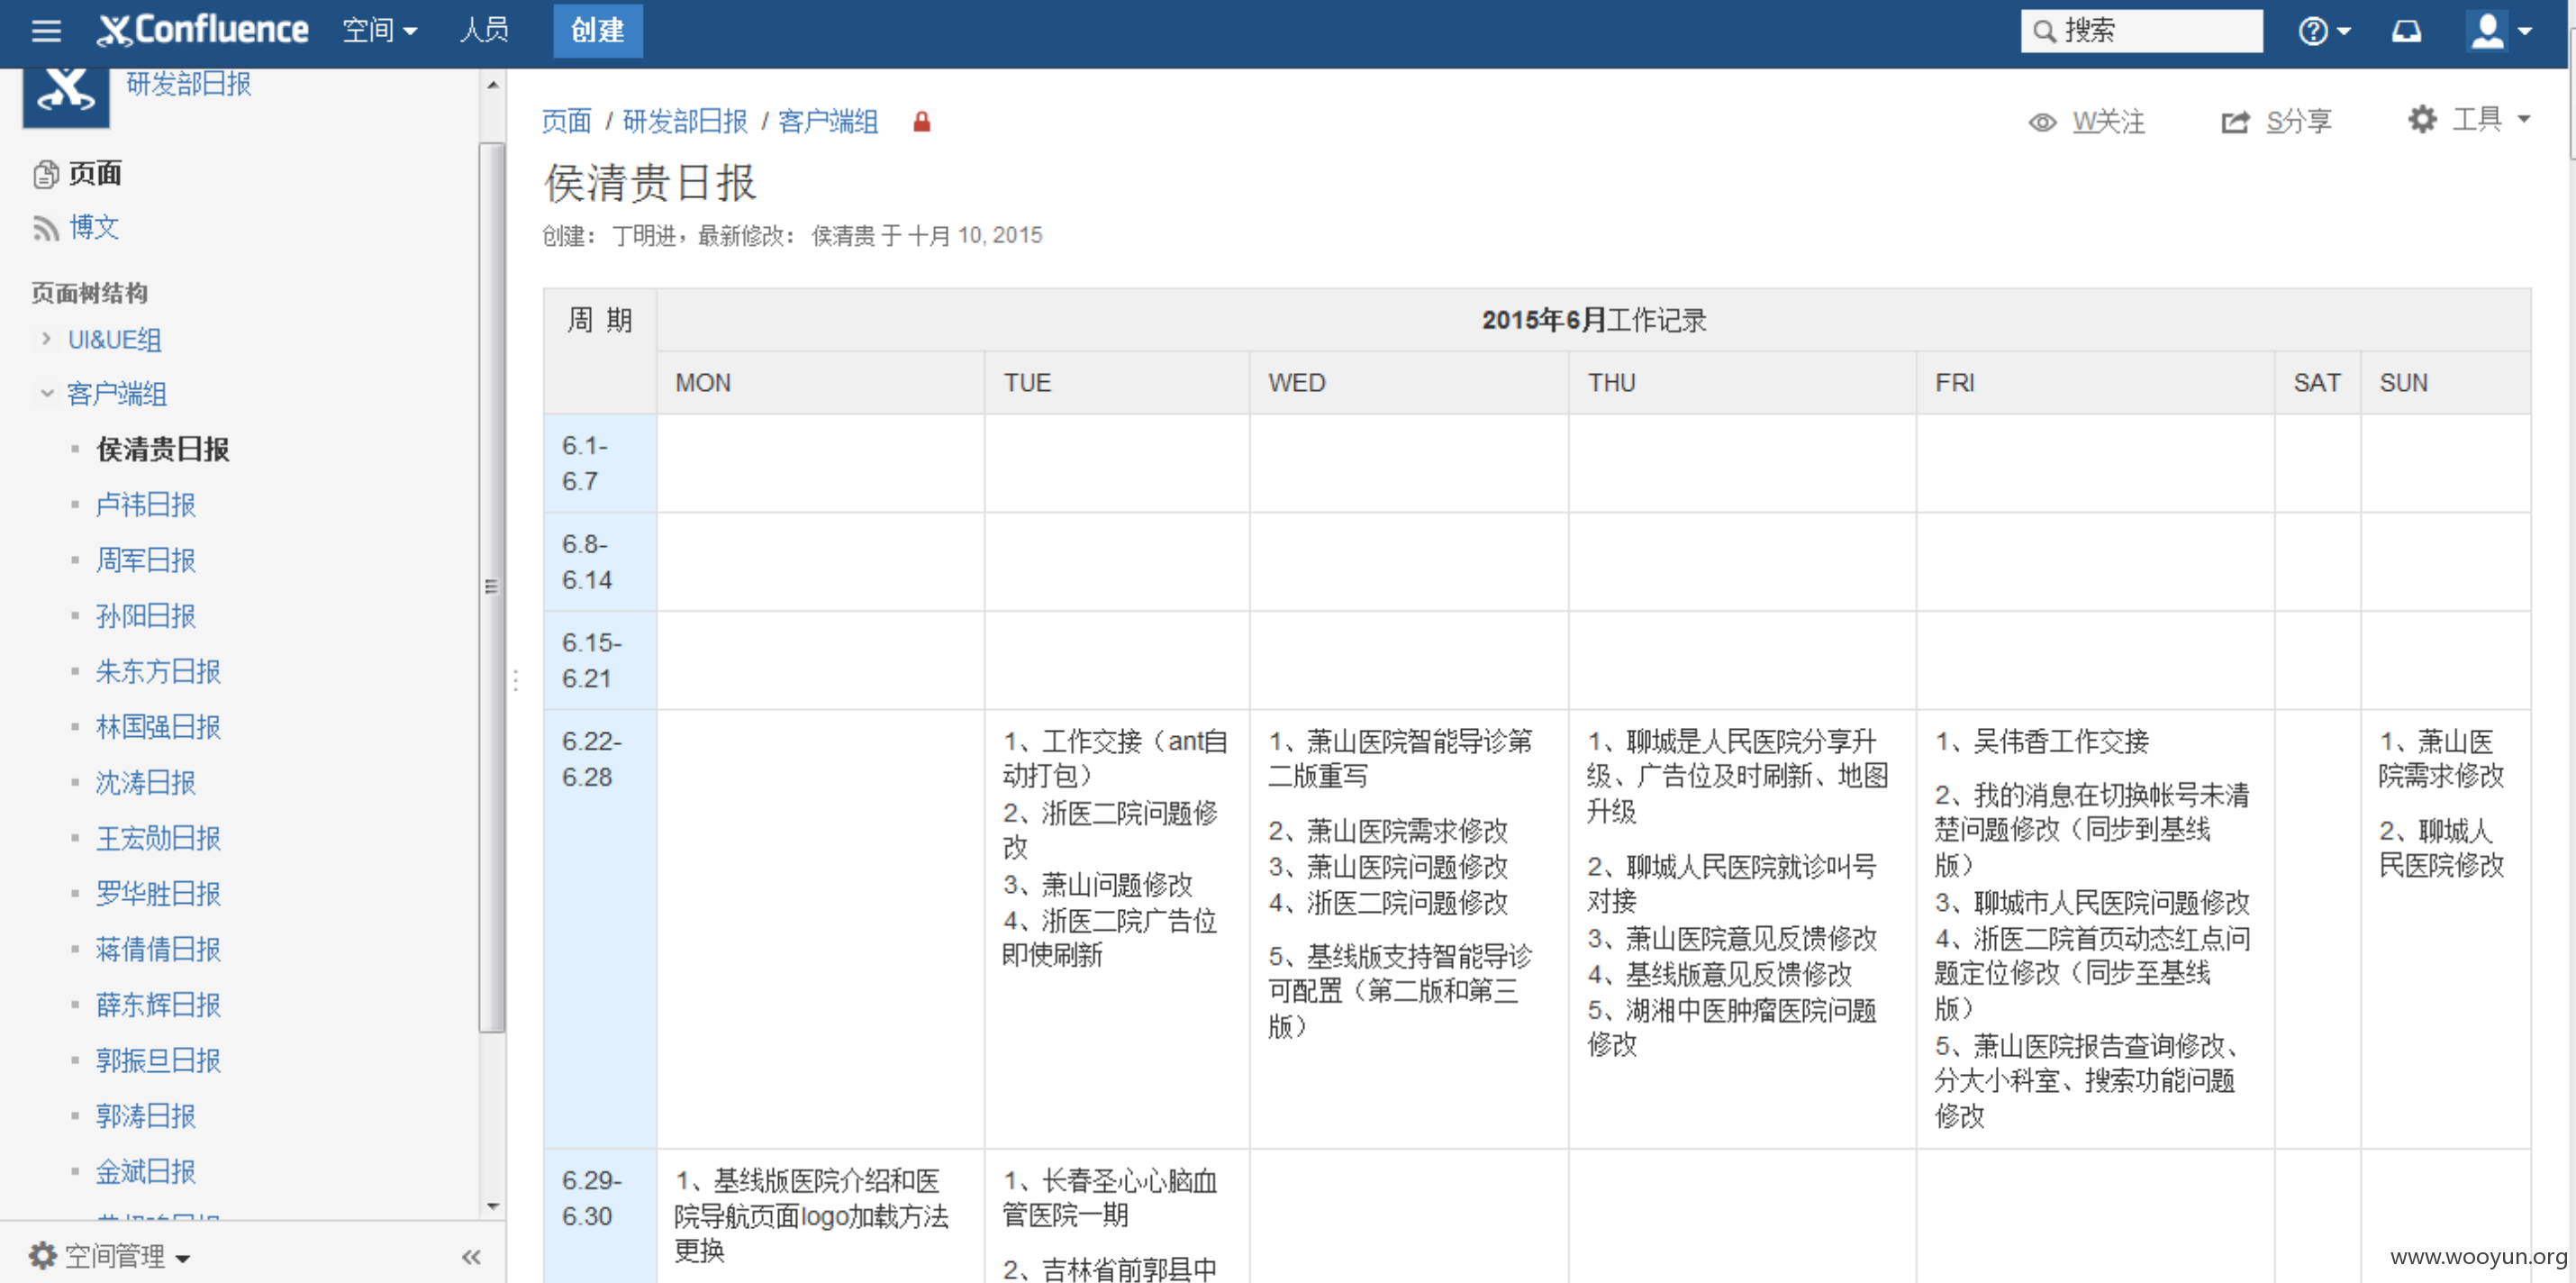 Confluence 空间 人员 创建 搜索
研发部日报
页面
博文
页面树结构
UI&UE组
客户端组
侯清贵日报
卢祎日报
周军日报
孙阳日报
朱东方日报
林国强日报
沈涛日报
王宏勋日报
罗华胜日报
蒋倩倩日报
薛东辉日报
郭振旦日报
郭涛日报
金斌日报
空间管理
页面 / 研发部日报 / 客户端组
W关注 S分享 工具
侯清贵日报
创建： 丁明进，最新修改： 侯清贵 于 十月 10, 2015
周 期 2015年6月工作记录
MON TUE WED THU FRI SAT SUN
6.1-
6.7
6.8-
6.14
6.15-
6.21
6.22-
6.28
1、工作交接（ant自
动打包）
2、浙医二院问题修
改
3、萧山问题修改
4、浙医二院广告位
即使刷新
1、萧山医院智能导诊第
二版重写
2、萧山医院需求修改
3、萧山医院问题修改
4、浙医二院问题修改
5、基线版支持智能导诊
可配置（第二版和第三
版）
1、聊城是人民医院分享升
级、广告位及时刷新、地图
升级
2、聊城人民医院就诊叫号
对接
3、萧山医院意见反馈修改
4、基线版意见反馈修改
5、湖湘中医肿瘤医院问题
修改
1、吴伟香工作交接
2、我的消息在切换帐号未清
楚问题修改（同步到基线
版）
3、聊城市人民医院问题修改
4、浙医二院首页动态红点问
题定位修改（同步至基线
版）
5、萧山医院报告查询修改、
分大小科室、搜索功能问题
修改
1、萧山医
院需求修改
2、聊城人
民医院修改
6.29-
6.30
1、基线版医院介绍和医
院导航页面logo加载方法
更换
1、长春圣心心脑血
管医院一期
2、吉林省前郭县中
www.wooyun.org